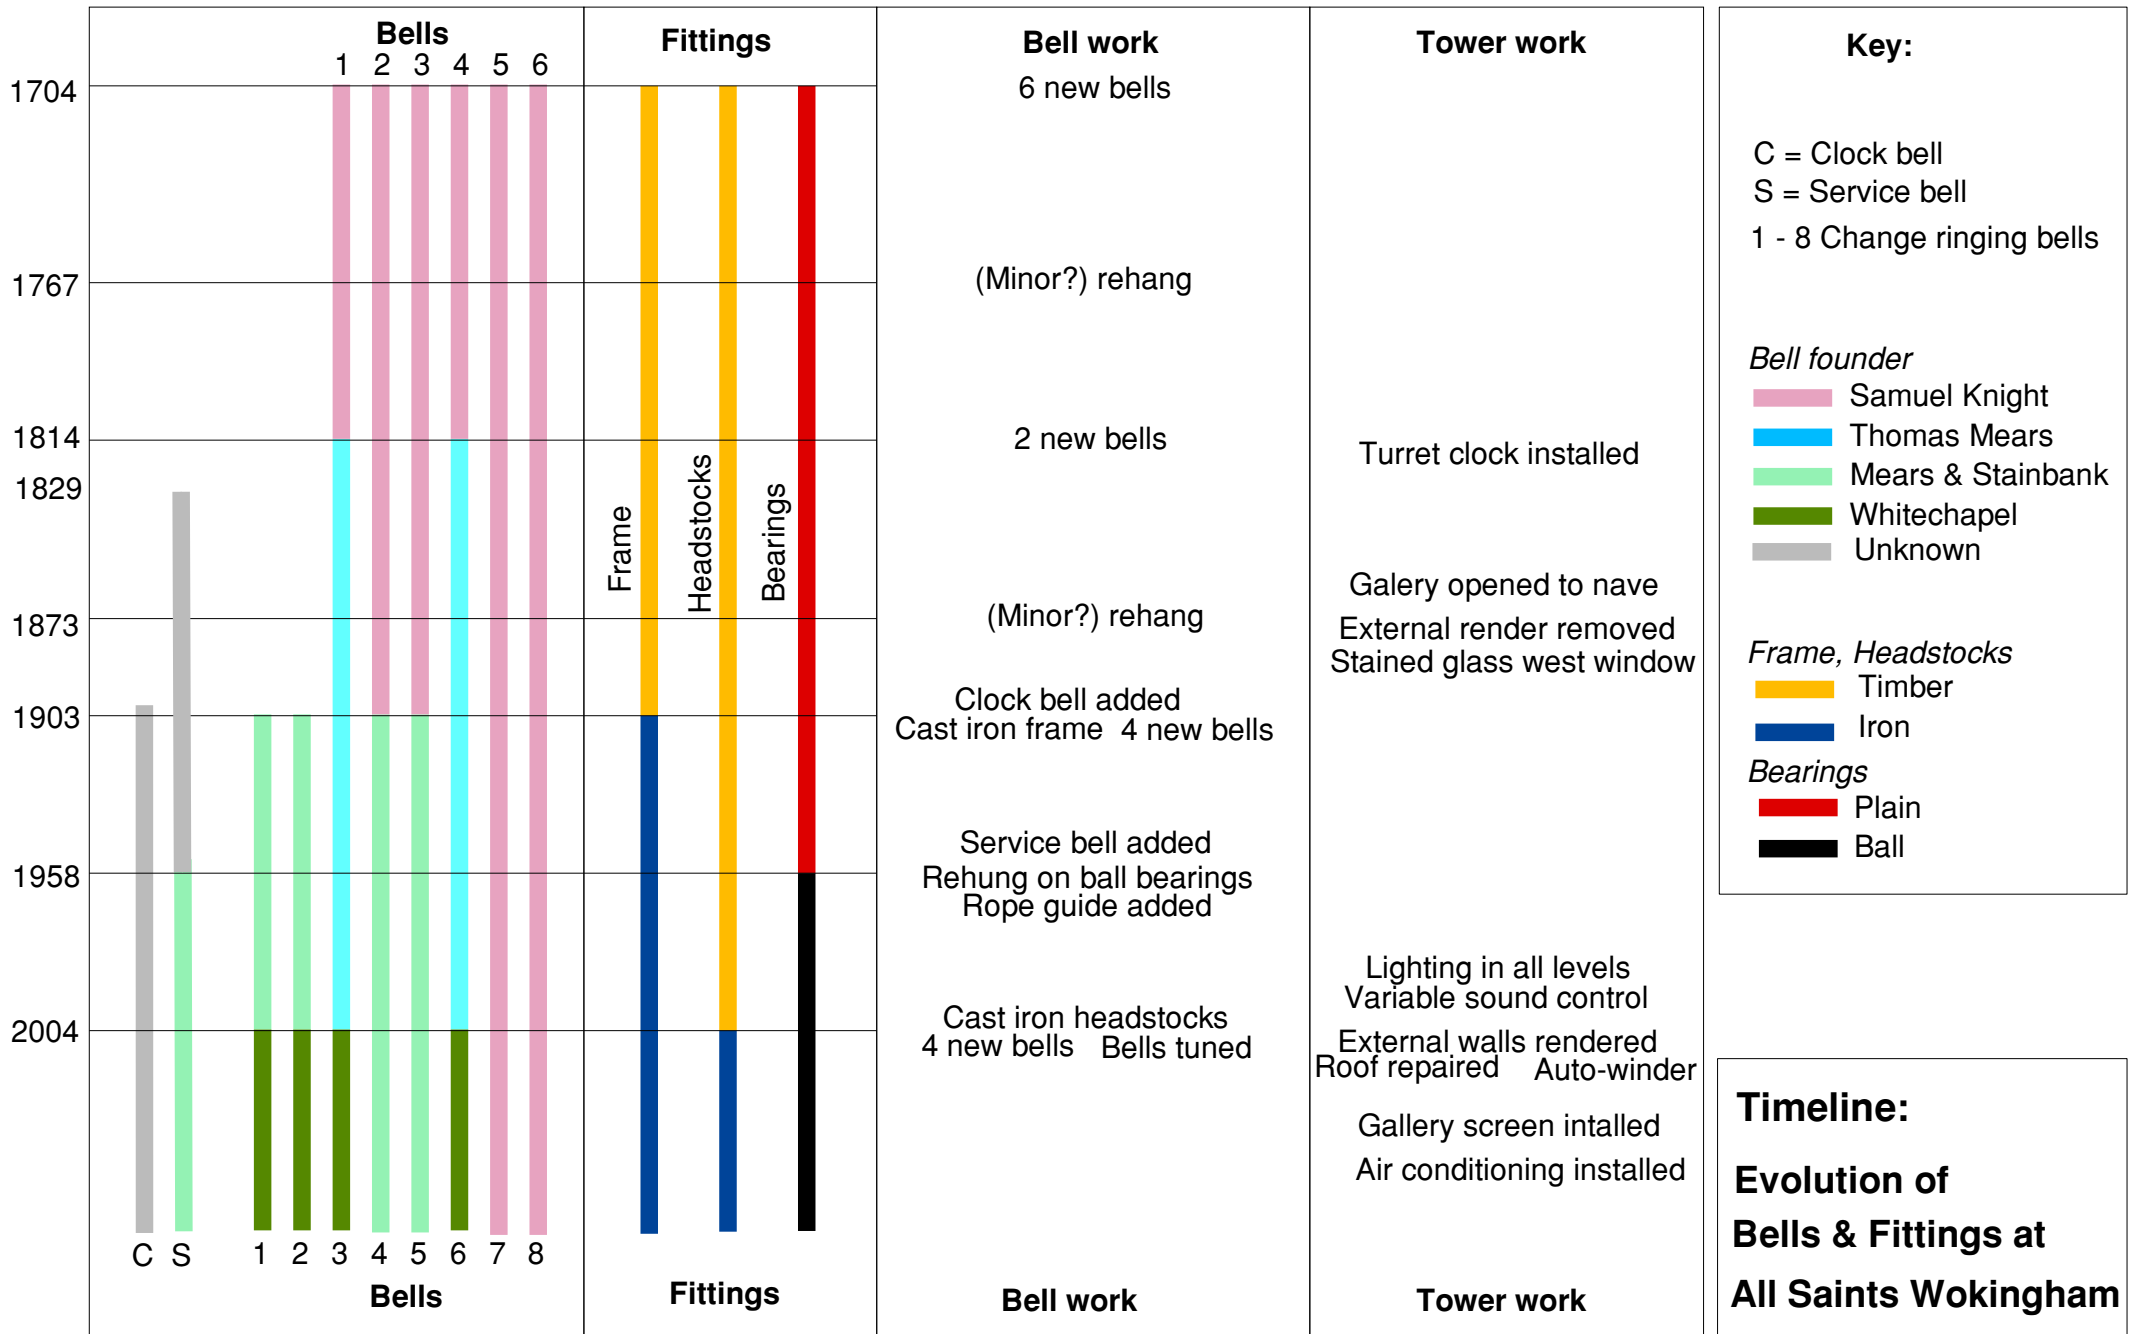 Bells
1 2 3 4 5 6
Fittings
Bell work
Tower work
1704
6 new bells
1767
(Minor?) rehang
1814
2 new bells
Turret clock installed
1829
Frame
Headstocks
Bearings
Galery opened to nave
1873
(Minor?) rehang
External render removed
Stained glass west window
Clock bell added
1903
Cast iron frame 4 new bells
Service bell added
1958
Rehung on ball bearings
Rope guide added
Lighting in all levels
Variable sound control
Cast iron headstocks
2004
4 new bells Bells tuned
External walls rendered
Roof repaired Auto-winder
Gallery screen intalled
Air conditioning installed
C S 1 2 3 4 5 6 7 8
Bells
Fittings
Bell work
Tower work
Key:
C = Clock bell
S = Service bell
1 - 8 Change ringing bells
Bell founder
Samuel Knight
Thomas Mears
Mears & Stainbank
Whitechapel
Unknown
Frame, Headstocks
Timber
Iron
Bearings
Plain
Ball
Timeline:
Evolution of
Bells & Fittings at
All Saints Wokingham